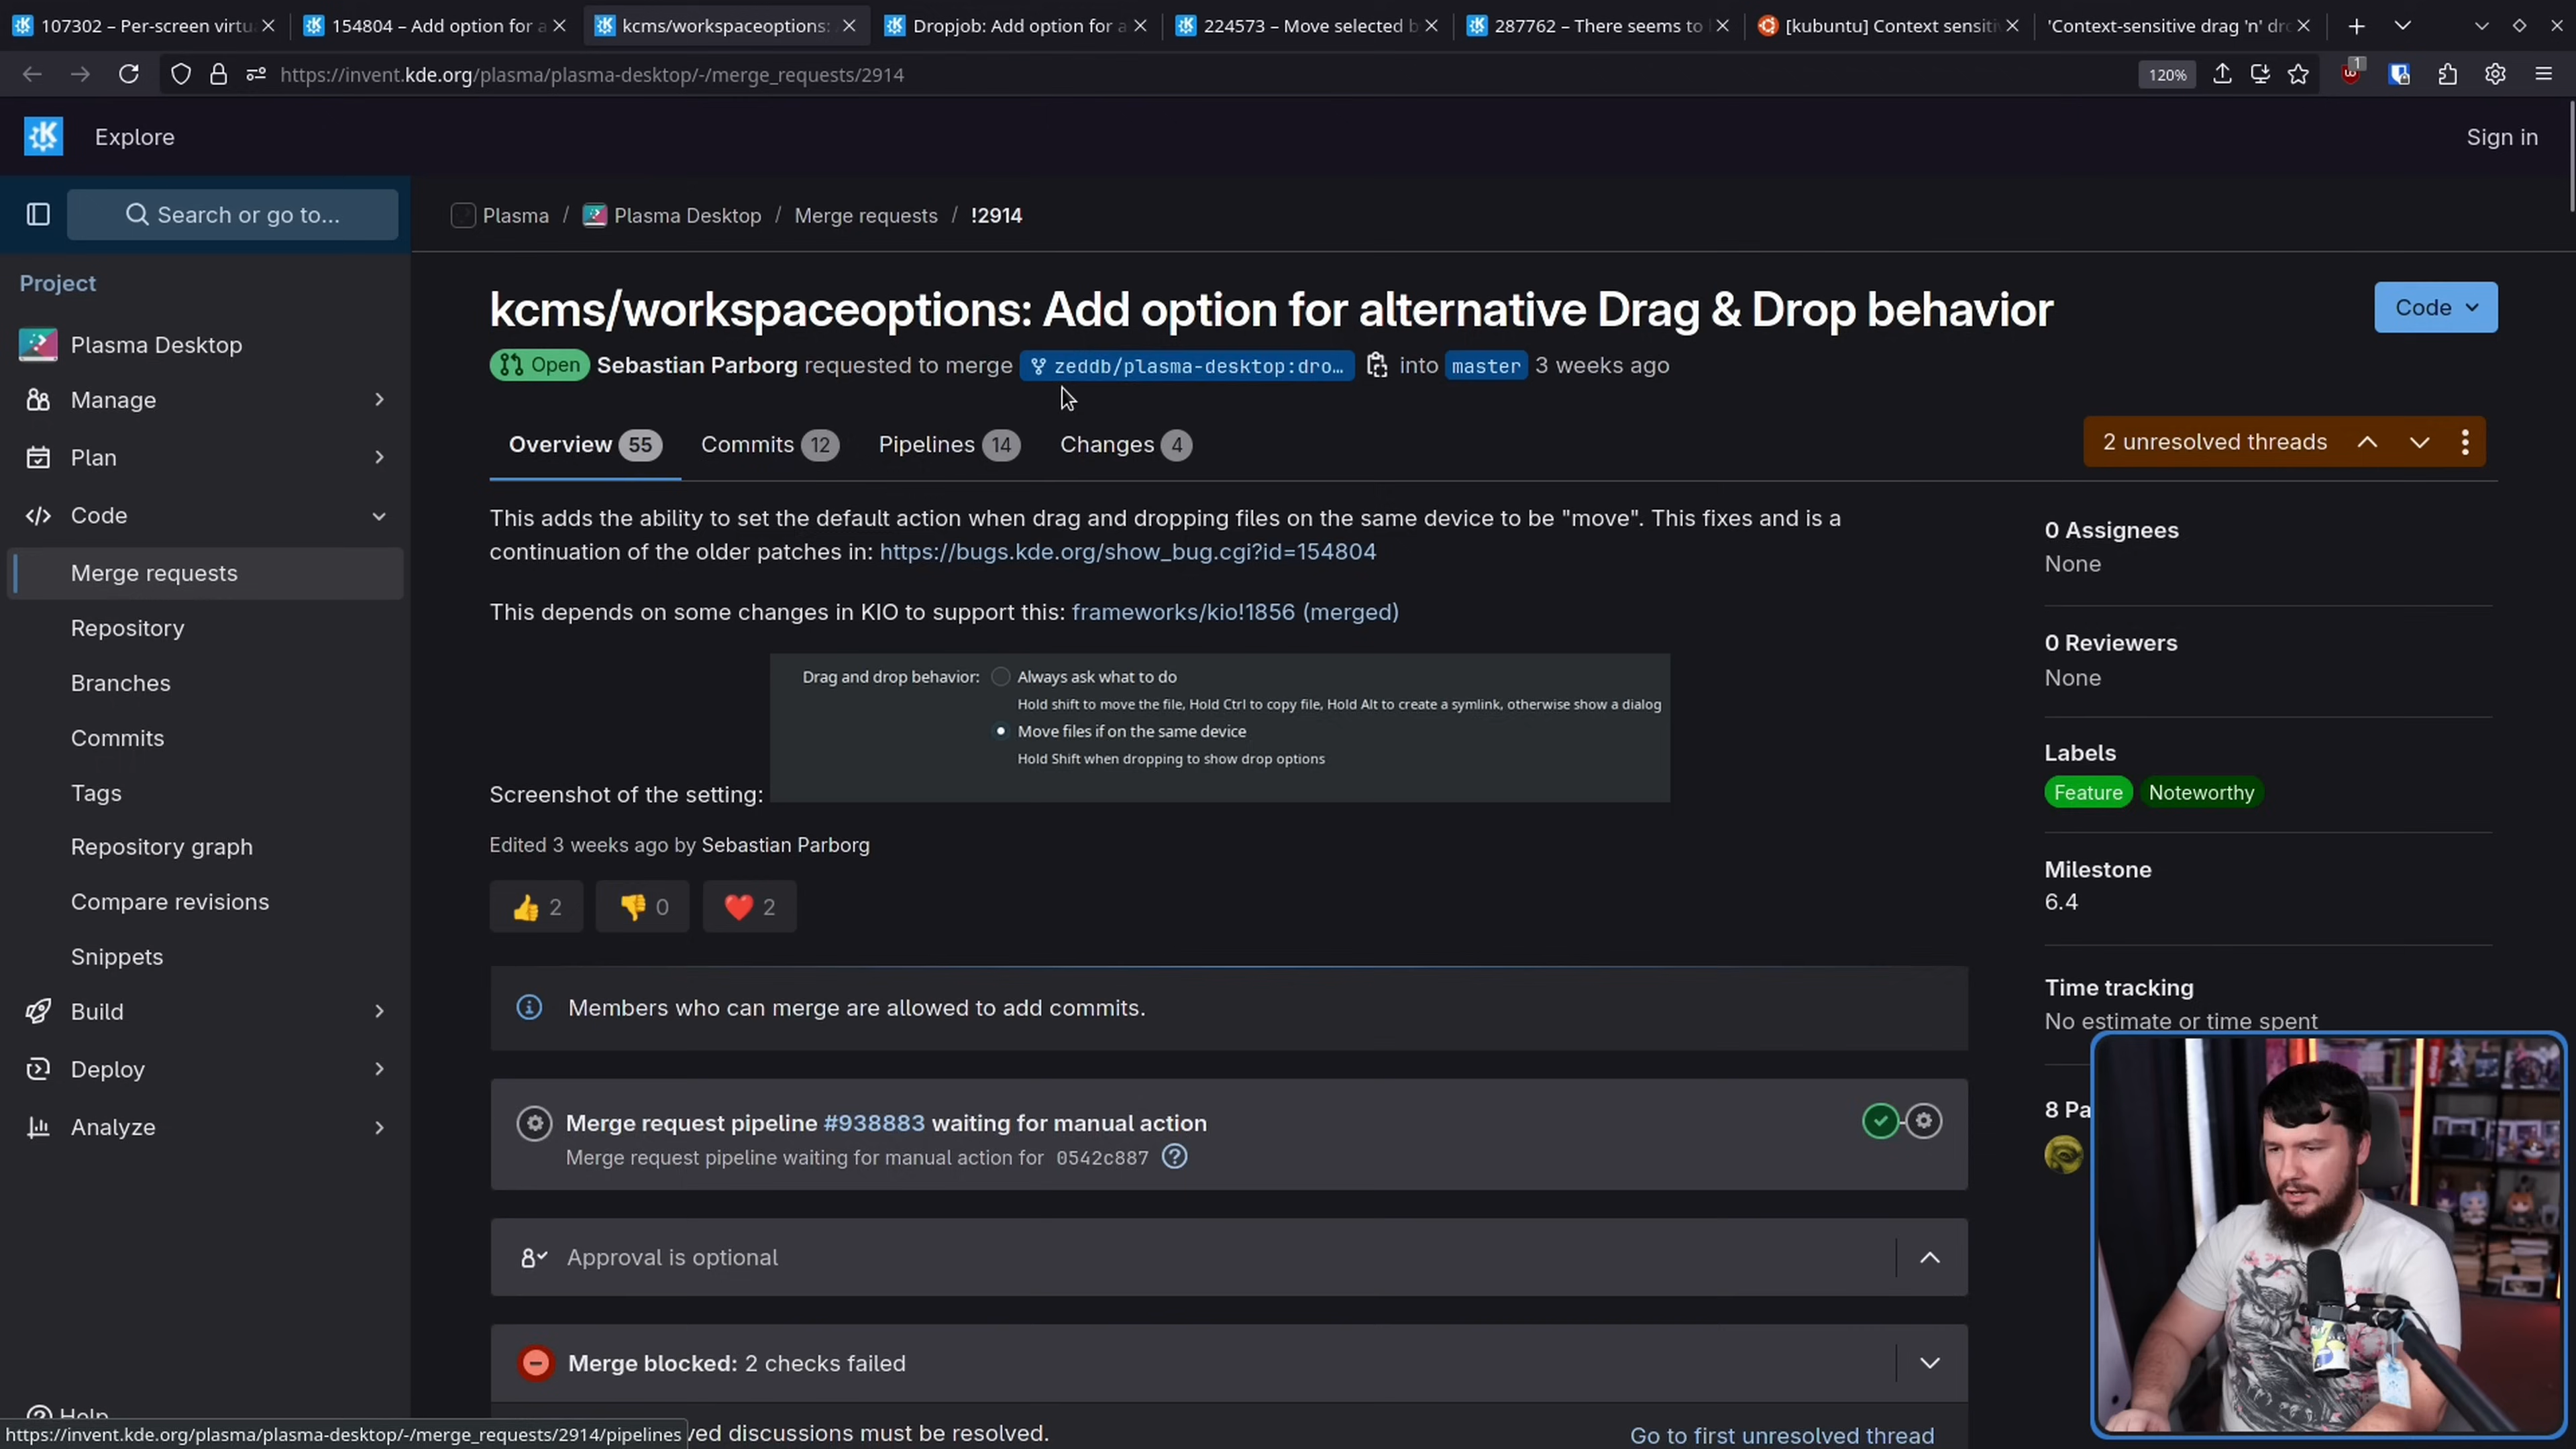 107302 – Per-screen virtu
154804 – Add option for a
kcms/workspaceoptions:
Dropjob: Add option for a
224573 – Move selected b
287762 – There seems to
[kubuntu] Context sensiti
'Context-sensitive drag 'n' dro
https://invent.kde.org/plasma/plasma-desktop/-/merge_requests/2914
120%
1
Explore
Sign in
Search or go to...
Plasma / Plasma Desktop / Merge requests / !2914
Project
Plasma Desktop
Manage
Plan
Code
Merge requests
Repository
Branches
Commits
Tags
Repository graph
Compare revisions
Snippets
Build
Deploy
Analyze
Help
kcms/workspaceoptions: Add option for alternative Drag & Drop behavior
Code
Open Sebastian Parborg requested to merge zeddb/plasma-desktop:dro… into master 3 weeks ago
Overview 55 Commits 12 Pipelines 14 Changes 4
2 unresolved threads
This adds the ability to set the default action when drag and dropping files on the same device to be "move". This fixes and is a
continuation of the older patches in: https://bugs.kde.org/show_bug.cgi?id=154804
This depends on some changes in KIO to support this: frameworks/kio!1856 (merged)
Drag and drop behavior: Always ask what to do
Hold shift to move the file, Hold Ctrl to copy file, Hold Alt to create a symlink, otherwise show a dialog
Move files if on the same device
Hold Shift when dropping to show drop options
Screenshot of the setting:
Edited 3 weeks ago by Sebastian Parborg
👍 2 👎 0 ❤️ 2
Members who can merge are allowed to add commits.
Merge request pipeline #938883 waiting for manual action
Merge request pipeline waiting for manual action for 0542c887
Approval is optional
Merge blocked: 2 checks failed
ved discussions must be resolved.
Go to first unresolved thread
0 Assignees
None
0 Reviewers
None
Labels
Feature Noteworthy
Milestone
6.4
Time tracking
No estimate or time spent
8 Pa
https://invent.kde.org/plasma/plasma-desktop/-/merge_requests/2914/pipelines